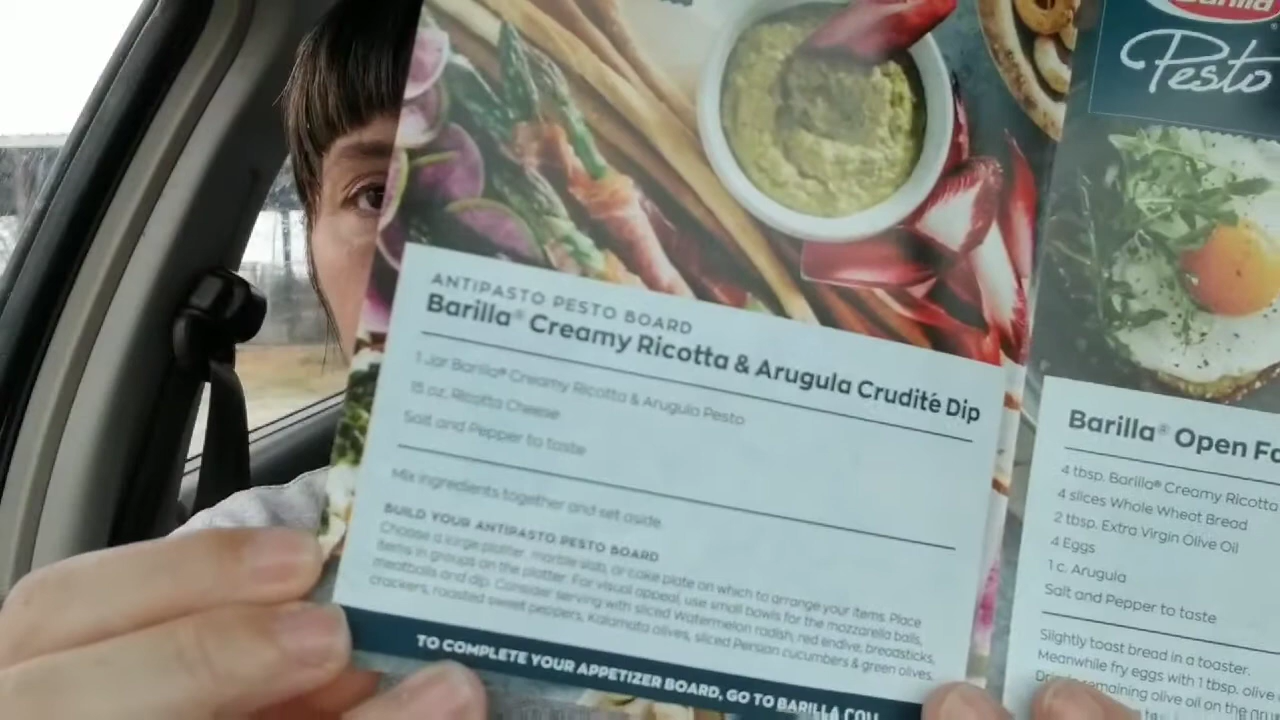 Barilla
Pesto
ANTIPASTO PESTO BOARD
Barilla® Creamy Ricotta & Arugula Crudité Dip
1 Jar Barilla® Creamy Ricotta & Arugula Pesto
15 oz. Ricotta Cheese
Salt and Pepper to taste
Mix ingredients together and set aside.
BUILD YOUR ANTIPASTO PESTO BOARD
Choose a large platter, marble slab, or cake plate on which to arrange your items. Place
items in groups on the platter. For visual appeal, use small bowls for the mozzarella balls,
meatballs and dip. Consider serving with sliced Watermelon radish, red endive, breadsticks,
crackers, roasted sweet peppers, Kalamata olives, sliced Persian cucumbers & green olives.
TO COMPLETE YOUR APPETIZER BOARD, GO TO BARILLA.COM
Barilla® Open Fa
4 tbsp. Barilla® Creamy Ricotta
4 slices Whole Wheat Bread
2 tbsp. Extra Virgin Olive Oil
4 Eggs
1 c. Arugula
Salt and Pepper to taste
Slightly toast bread in a toaster.
Meanwhile fry eggs with 1 tbsp. olive
remaining olive oil on the